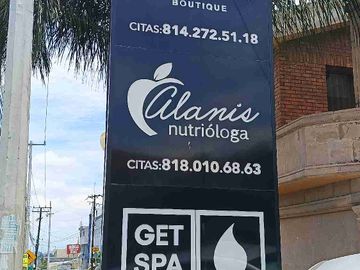 BOUTIQUE
CITAS:814.272.51.18
Alanis
nutrióloga
CITAS:818.010.68.63
GET
SPA